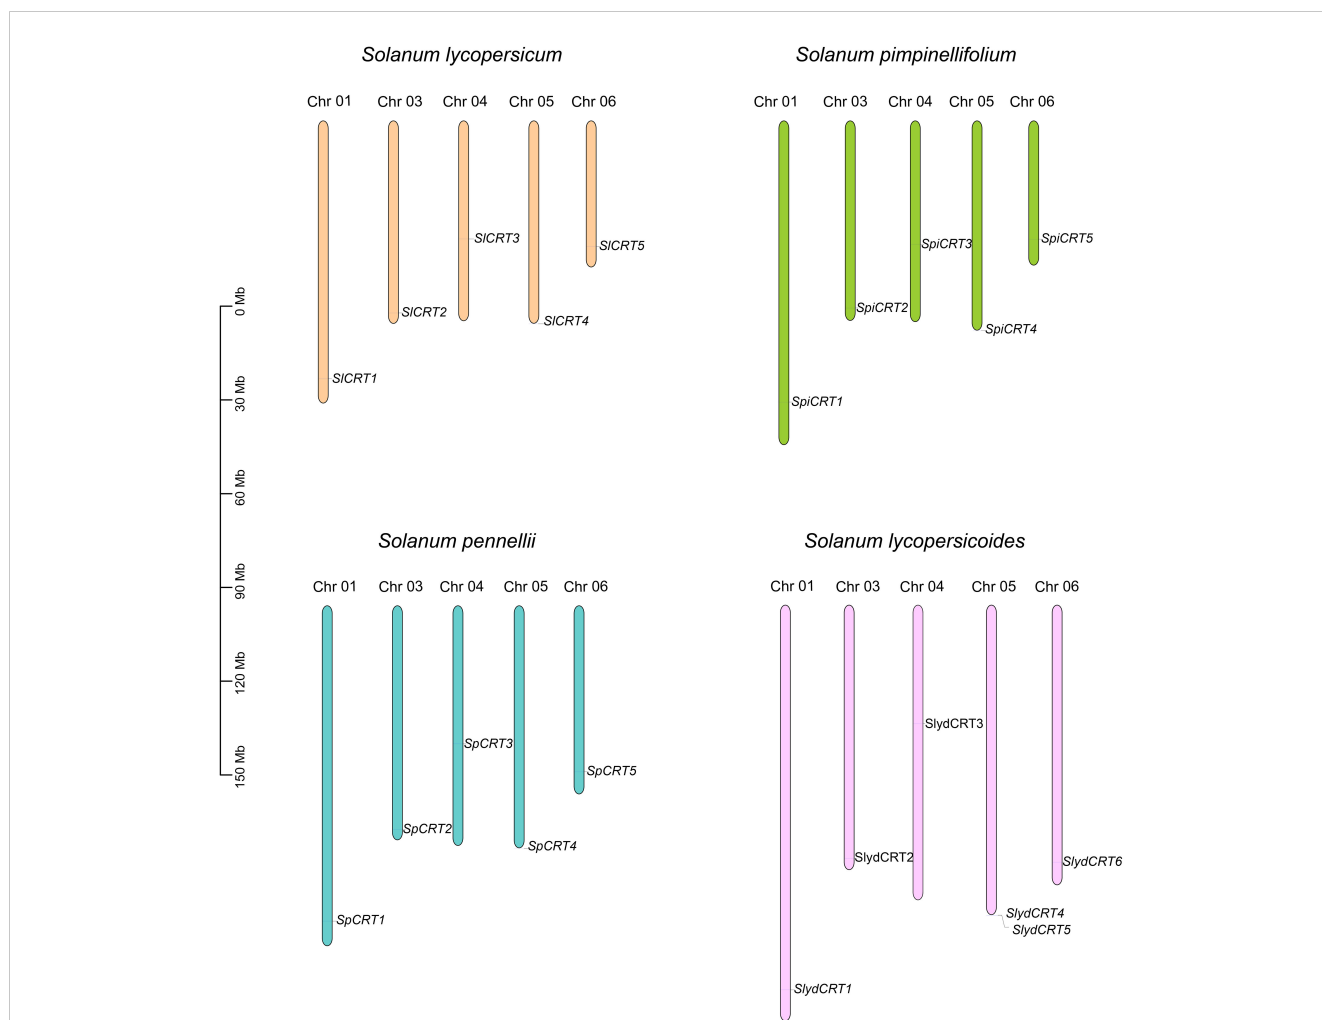 Solanum lycopersicum
Chr 01 Chr 03 Chr 04 Chr 05 Chr 06
SlCRT3
SlCRT5
SlCRT2
SlCRT4
SlCRT1
Solanum pimpinellifolium
Chr 01 Chr 03 Chr 04 Chr 05 Chr 06
SpiCRT5
SpiCRT3
SpiCRT2
SpiCRT4
SpiCRT1
0 Mb
30 Mb
60 Mb
90 Mb
120 Mb
150 Mb
Solanum pennellii
Chr 01 Chr 03 Chr 04 Chr 05 Chr 06
SpCRT3
SpCRT5
SpCRT2
SpCRT4
SpCRT1
Solanum lycopersicoides
Chr 01 Chr 03 Chr 04 Chr 05 Chr 06
SlydCRT3
SlydCRT2
SlydCRT6
SlydCRT4
SlydCRT5
SlydCRT1